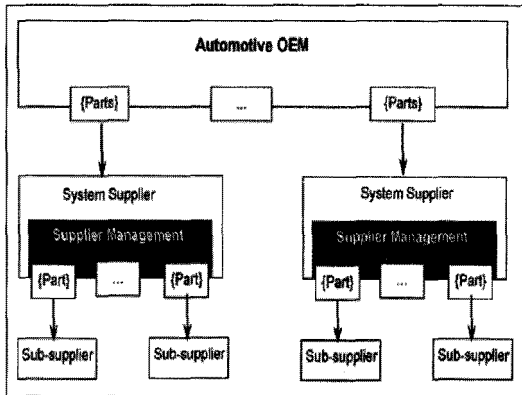 Automotive OEM
{Parts} ... {Parts}
System Supplier System Supplier
Supplier Management Supplier Management
{Part} ... {Part} {Part} ... {Part}
Sub-supplier Sub-supplier Sub-supplier Sub-supplier